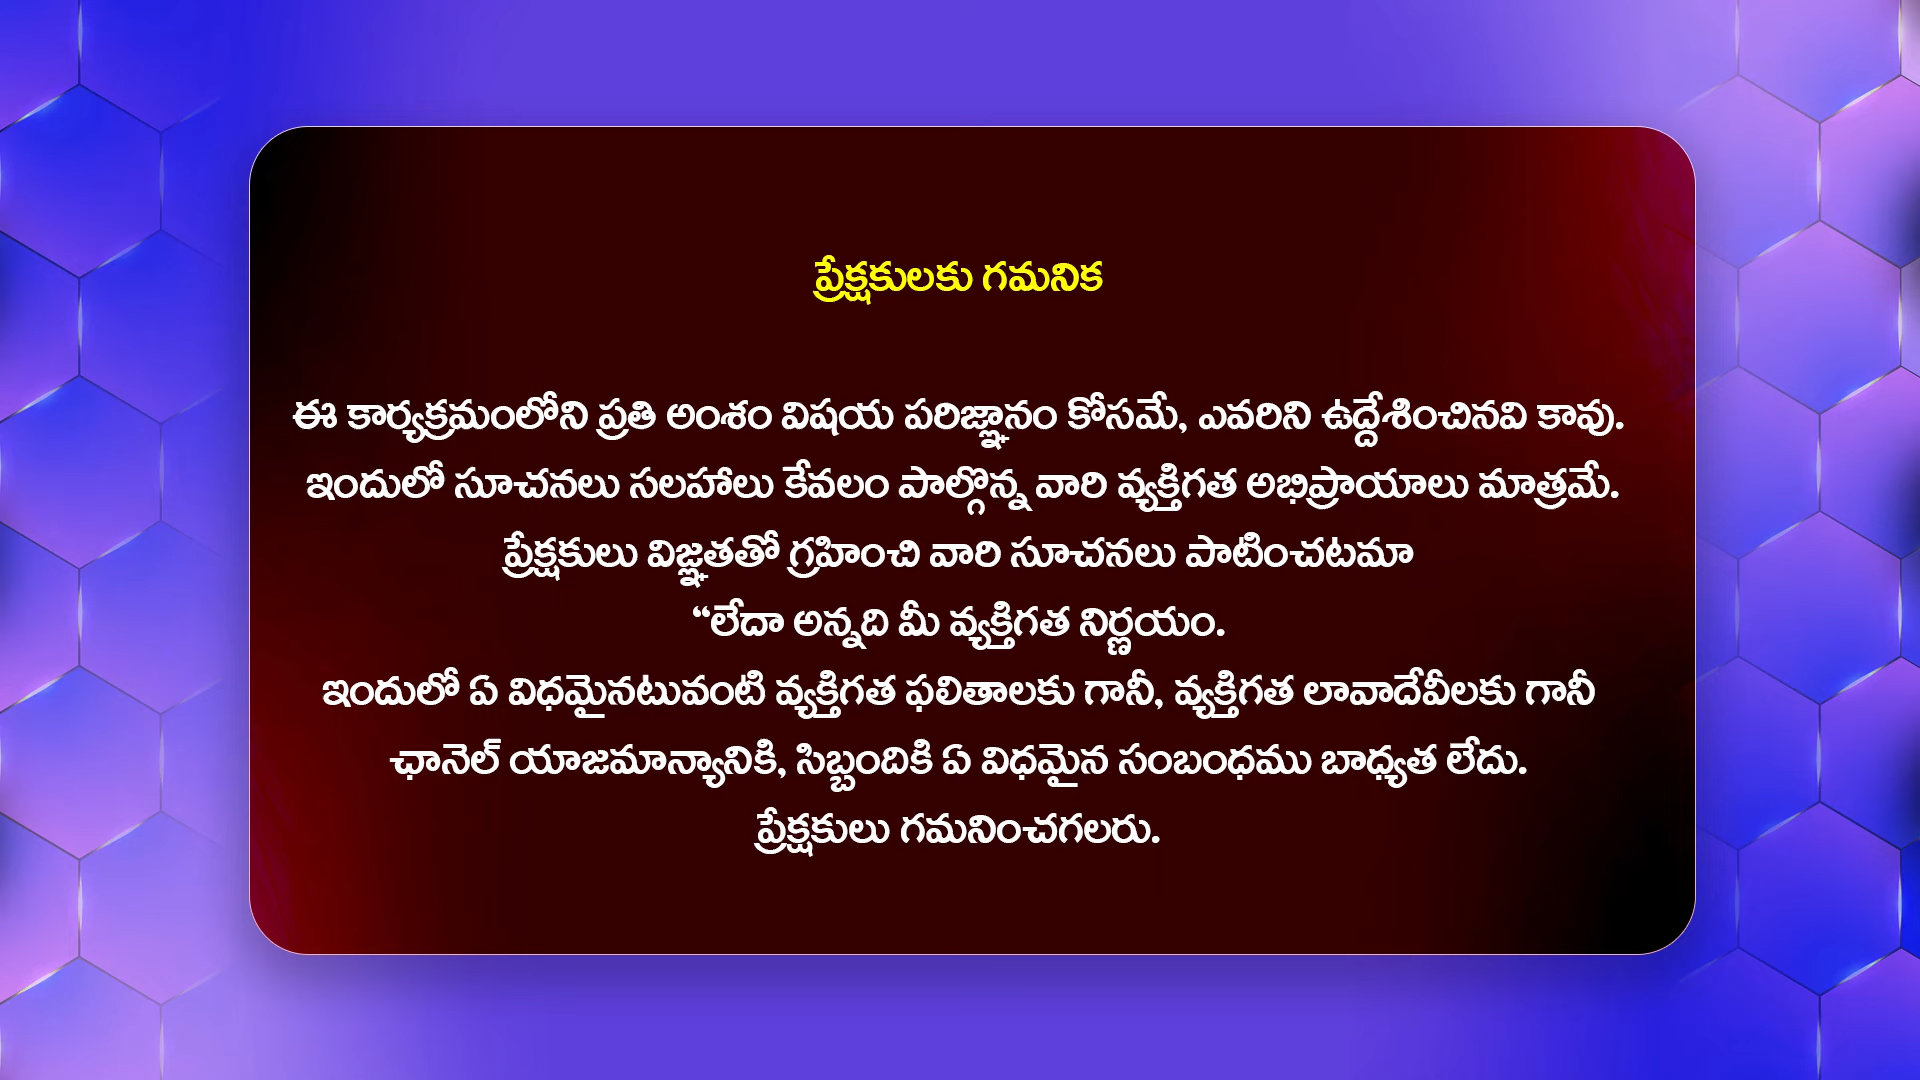 ప్రేక్షకులకు గమనిక
ఈ కార్యక్రమంలోని ప్రతి అంశం విషయ పరిజ్ఞానం కోసమే, ఎవరిని ఉద్దేశించినవి కావు.
ఇందులో సూచనలు సలహాలు కేవలం పాల్గొన్న వారి వ్యక్తిగత అభిప్రాయాలు మాత్రమే.
ప్రేక్షకులు విజ్ఞతతో గ్రహించి వారి సూచనలు పాటించటమా
“లేదా అన్నది మీ వ్యక్తిగత నిర్ణయం.
ఇందులో ఏ విధమైనటువంటి వ్యక్తిగత ఫలితాలకు గానీ, వ్యక్తిగత లావాదేవీలకు గానీ
ఛానెల్ యాజమాన్యానికి, సిబ్బందికి ఏ విధమైన సంబంధము బాధ్యత లేదు.
ప్రేక్షకులు గమనించగలరు.